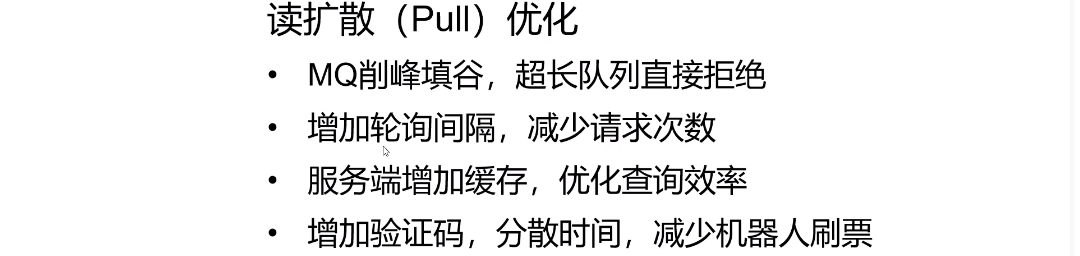 读扩散（Pull）优化
• MQ削峰填谷，超长队列直接拒绝
• 增加轮询间隔，减少请求次数
• 服务端增加缓存，优化查询效率
• 增加验证码，分散时间，减少机器人刷票